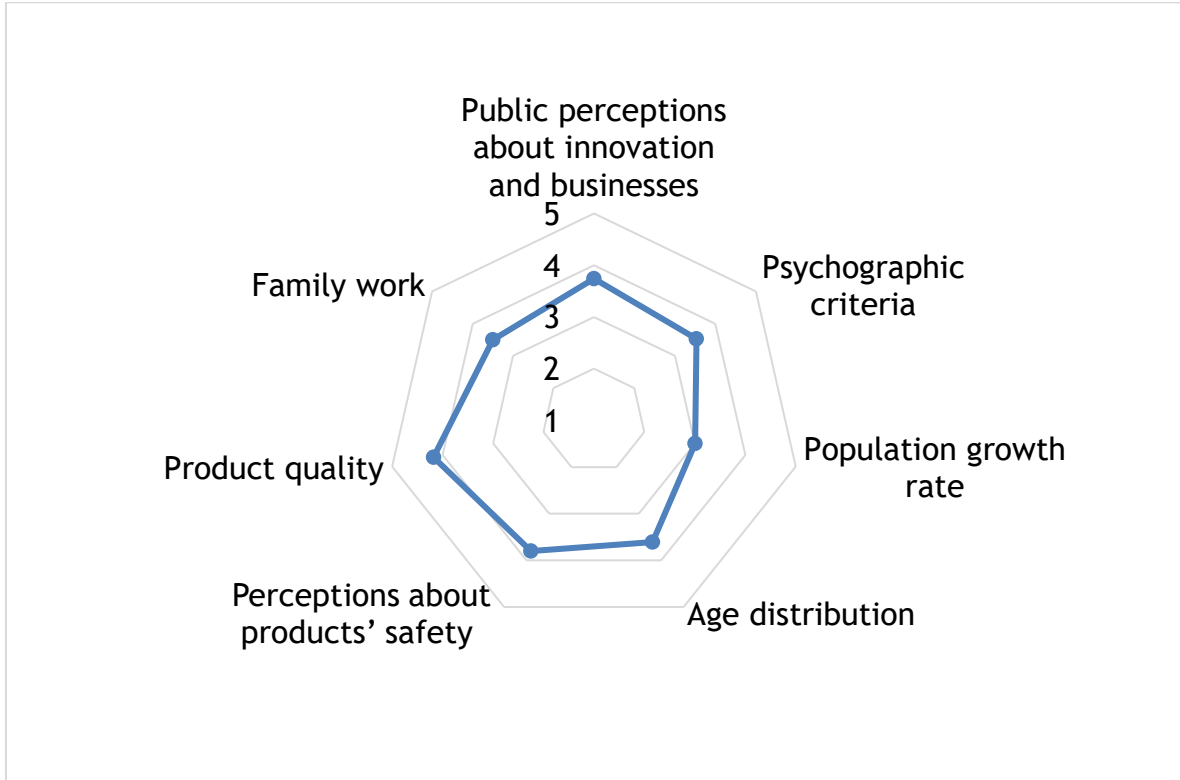 Public perceptions
about innovation
and businesses
5
4
3
2
1
Psychographic
criteria
Population growth
rate
Age distribution
Perceptions about
products’ safety
Product quality
Family work